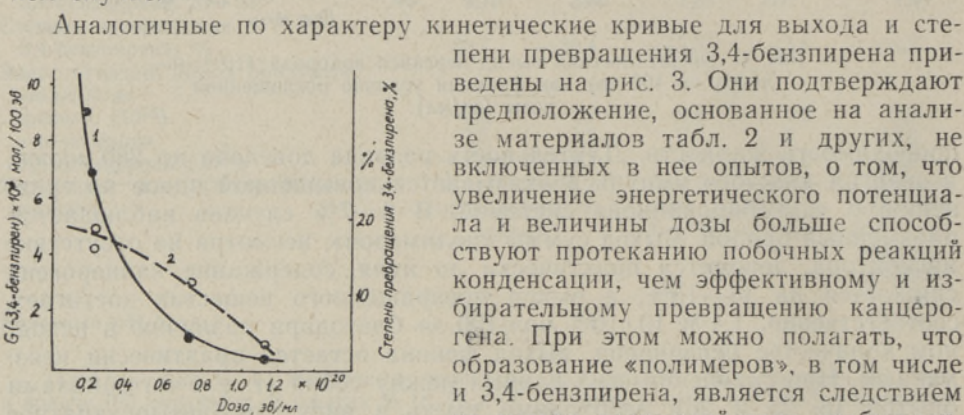 Аналогичные по характеру кинетические кривые для выхода и сте-
пени превращения 3,4-бензпирена при-
ведены на рис. 3. Они подтверждают
предположение, основанное на анали-
зе материалов табл. 2 и других, не
включенных в нее опытов, о том, что
увеличение энергетического потенциа-
ла и величины дозы больше способ-
ствуют протеканию побочных реакций
конденсации, чем эффективному и из-
бирательному превращению канцеро-
гена. При этом можно полагать, что
образование «полимеров», в том числе
и 3,4-бензпирена, является следствием
G(-3,4-бензпирен) × 10⁴, мол/100 эв
10
8
6
4
2
1
2
Степень превращения 3,4-бензпирена, %
%
20
10
0,2 0,4 0,6 0,8 1,0 1,2 × 10²⁰
Доза, эв/мл